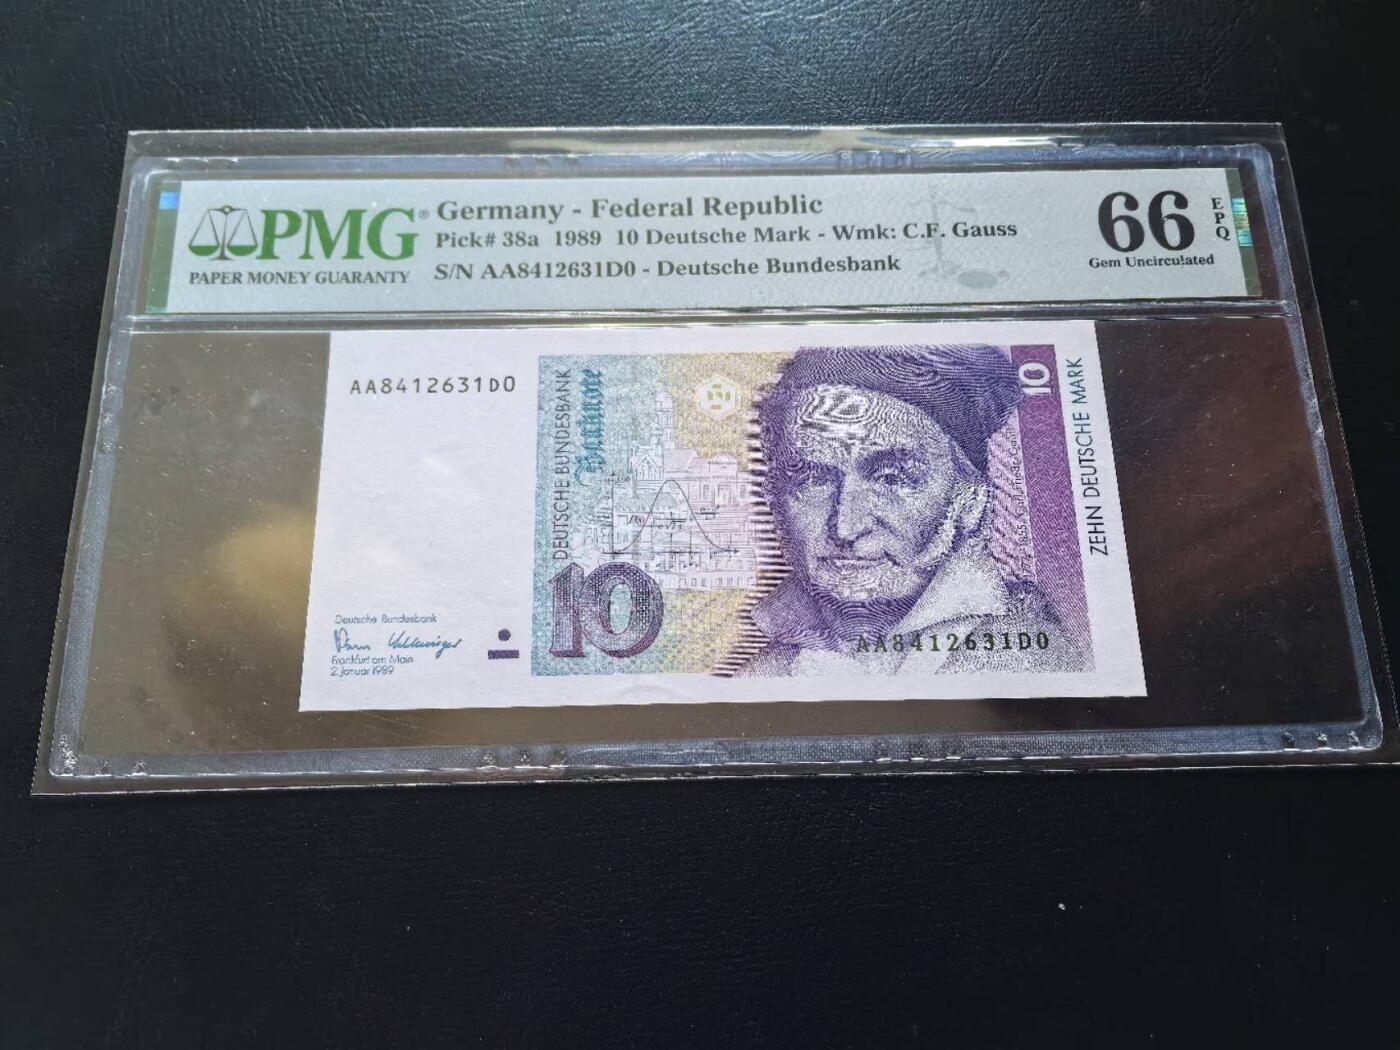 PMG®
PAPER MONEY GUARANTY
Germany - Federal Republic
Pick# 38a 1989 10 Deutsche Mark - Wmk: C.F. Gauss
S/N AA8412631D0 - Deutsche Bundesbank
66
EPQ
Gem Uncirculated
AA8412631D0
DEUTSCHE BUNDESBANK
Banknote
10
10
ZEHN DEUTSCHE MARK
Deutsche Bundesbank
Frankfurt am Main
2. Januar 1989
AA8412631D0